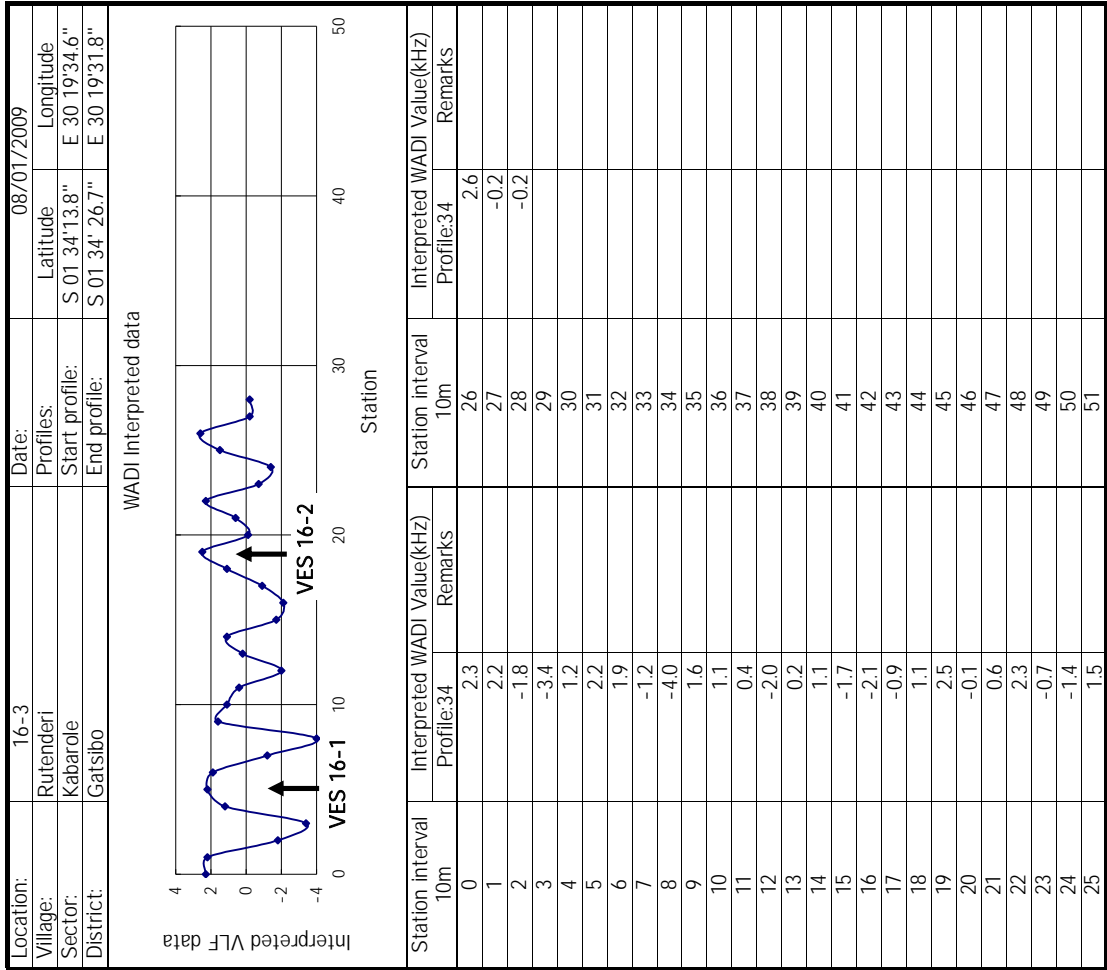 Location: 16-3 Date: 08/01/2009
Village: Rutenderi Profiles: Latitude Longitude
Sector: Kabarole Start profile: S 01 34'13.8" E 30 19'34.6"
District: Gatsibo End profile: S 01 34' 26.7" E 30 19'31.8"
WADI Interpreted data
Interpreted VLF data
4
2
0
-2
-4
0 10 20 30 40 50
Station
VES 16-1
VES 16-2
Station interval Interpreted WADI Value(kHz) Station interval Interpreted WADI Value(kHz)
10m Profile:34 Remarks 10m Profile:34 Remarks
0 2.3 26 2.6
1 2.2 27 -0.2
2 -1.8 28 -0.2
3 -3.4 29
4 1.2 30
5 2.2 31
6 1.9 32
7 -1.2 33
8 -4.0 34
9 1.6 35
10 1.1 36
11 0.4 37
12 -2.0 38
13 0.2 39
14 1.1 40
15 -1.7 41
16 -2.1 42
17 -0.9 43
18 1.1 44
19 2.5 45
20 -0.1 46
21 0.6 47
22 2.3 48
23 -0.7 49
24 -1.4 50
25 1.5 51